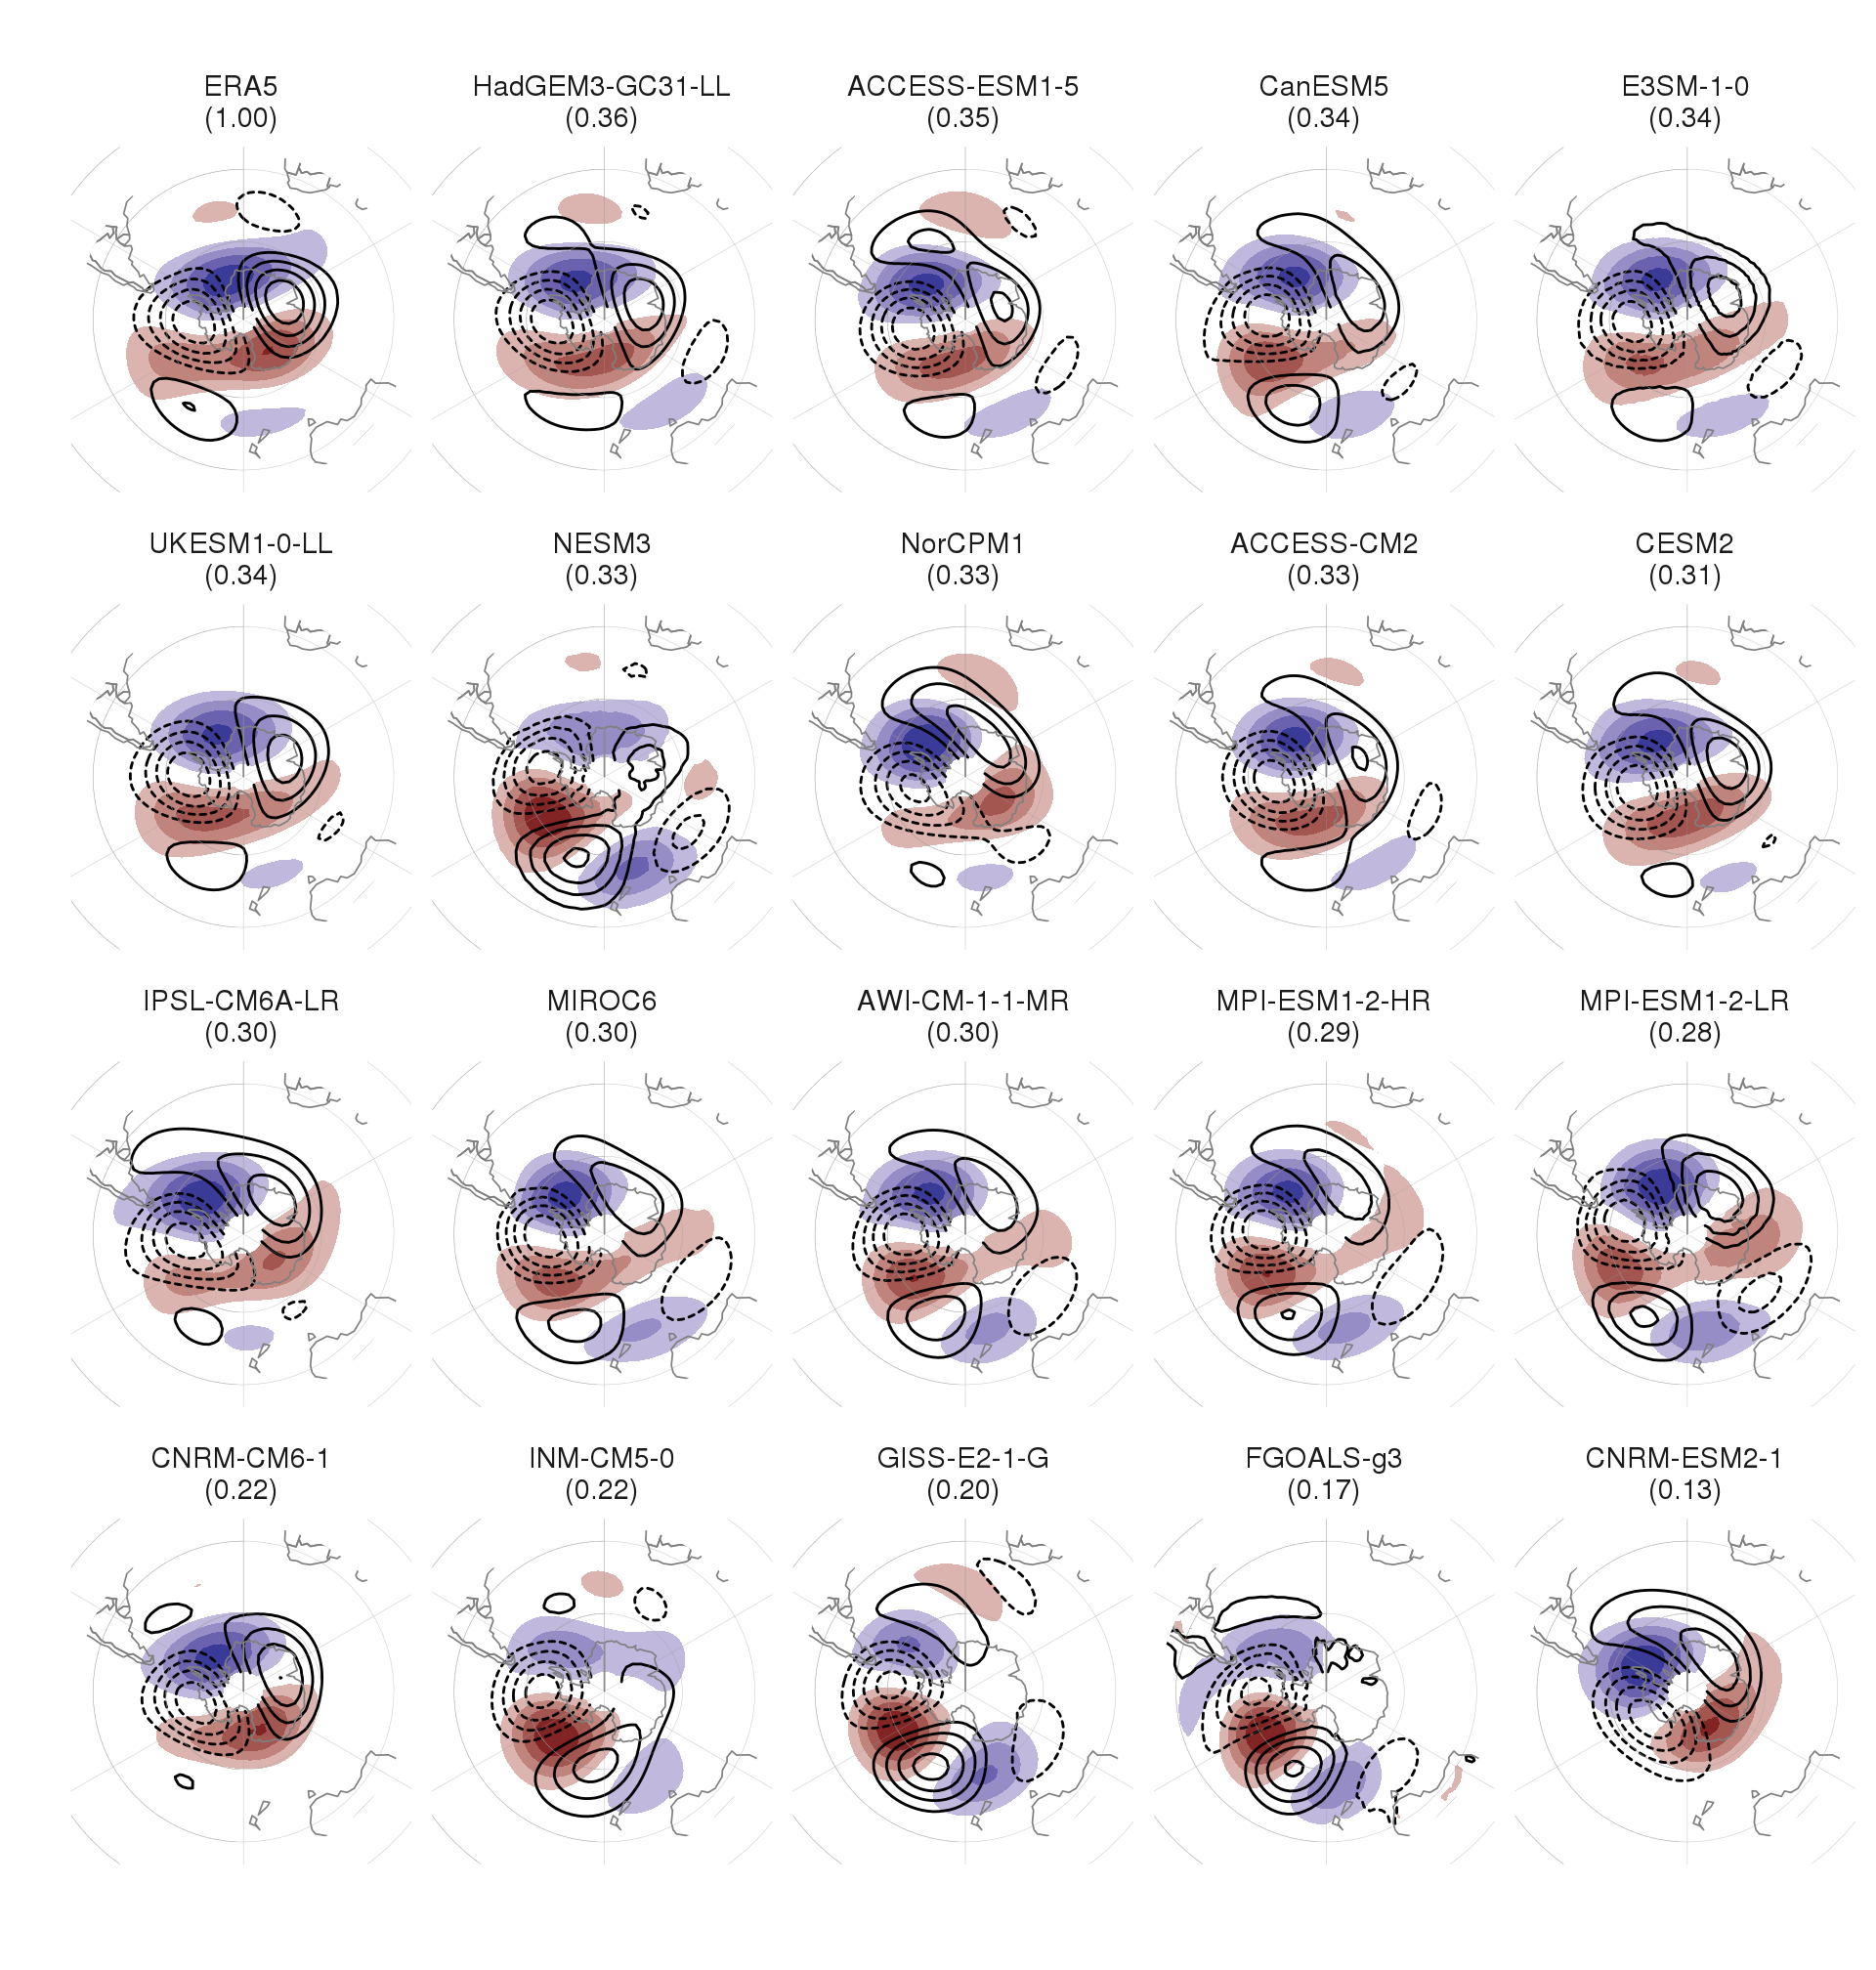 ERA5
(1.00)
HadGEM3-GC31-LL
(0.36)
ACCESS-ESM1-5
(0.35)
CanESM5
(0.34)
E3SM-1-0
(0.34)
UKESM1-0-LL
(0.34)
NESM3
(0.33)
NorCPM1
(0.33)
ACCESS-CM2
(0.33)
CESM2
(0.31)
IPSL-CM6A-LR
(0.30)
MIROC6
(0.30)
AWI-CM-1-1-MR
(0.30)
MPI-ESM1-2-HR
(0.29)
MPI-ESM1-2-LR
(0.28)
CNRM-CM6-1
(0.22)
INM-CM5-0
(0.22)
GISS-E2-1-G
(0.20)
FGOALS-g3
(0.17)
CNRM-ESM2-1
(0.13)